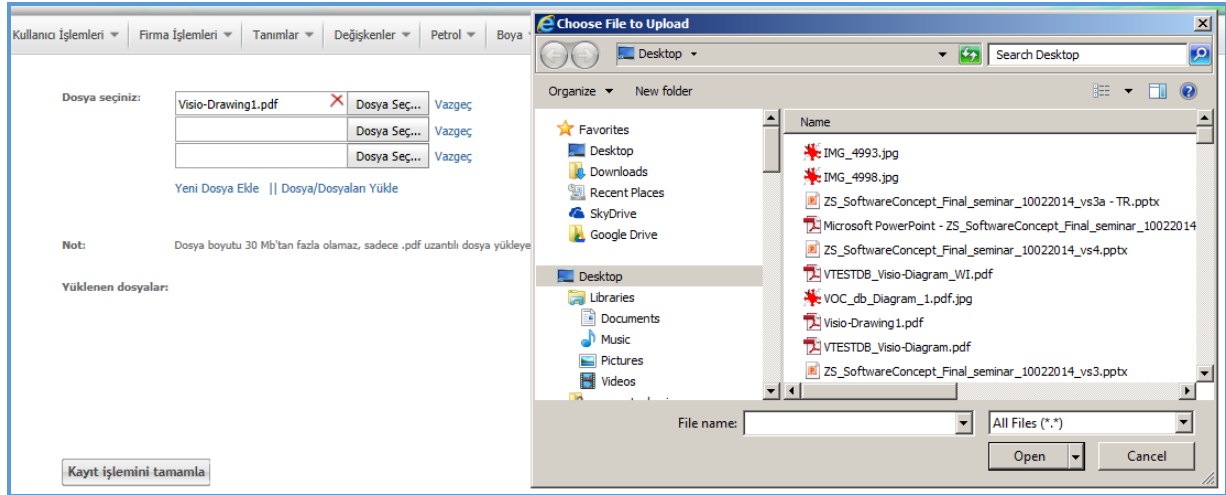 Kullanıcı İşlemleri
Firma İşlemleri
Tanımlar
Değişkenler
Petrol
Boya
Dosya seçiniz:
Visio-Drawing1.pdf
Dosya Seç... Vazgeç
Dosya Seç... Vazgeç
Dosya Seç... Vazgeç
Yeni Dosya Ekle || Dosya/Dosyaları Yükle
Not:
Dosya boyutu 30 Mb'tan fazla olamaz, sadece .pdf uzantılı dosya yükleye
Yüklenen dosyalar:
Kayıt işlemini tamamla
Choose File to Upload
Desktop
Search Desktop
Organize
New folder
Favorites
Desktop
Downloads
Recent Places
SkyDrive
Google Drive
Desktop
Libraries
Documents
Music
Pictures
Videos
Name
IMG_4993.jpg
IMG_4998.jpg
ZS_SoftwareConcept_Final_seminar_10022014_vs3a - TR.pptx
Microsoft PowerPoint - ZS_SoftwareConcept_Final_seminar_10022014
ZS_SoftwareConcept_Final_seminar_10022014_vs4.pptx
VTESTDB_Visio-Diagram_WI.pdf
VOC_db_Diagram_1.pdf.jpg
Visio-Drawing1.pdf
VTESTDB_Visio-Diagram.pdf
ZS_SoftwareConcept_Final_seminar_10022014_vs3.pptx
File name:
All Files (*.*)
Open
Cancel